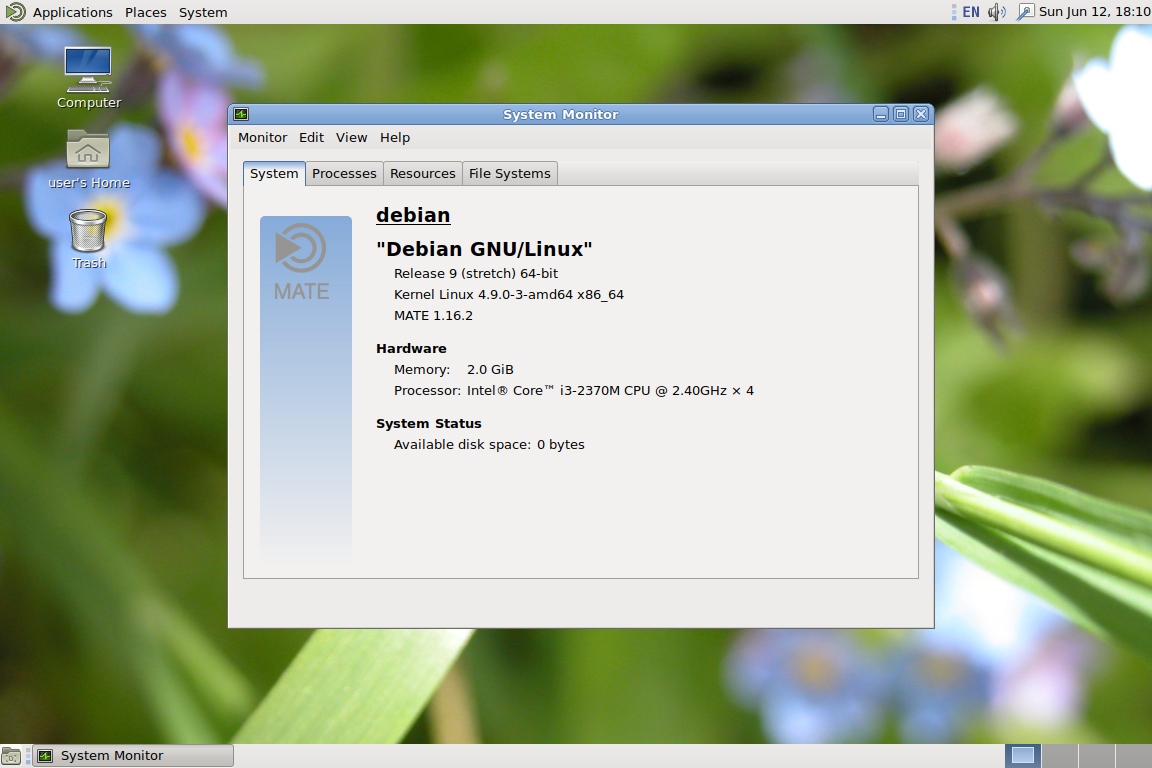 Applications Places System
EN Sun Jun 12, 18:10
Computer
user's Home
Trash
System Monitor
Monitor Edit View Help
System Processes Resources File Systems
MATE
debian
"Debian GNU/Linux"
Release 9 (stretch) 64-bit
Kernel Linux 4.9.0-3-amd64 x86_64
MATE 1.16.2
Hardware
Memory: 2.0 GiB
Processor: Intel® Core™ i3-2370M CPU @ 2.40GHz × 4
System Status
Available disk space: 0 bytes
System Monitor